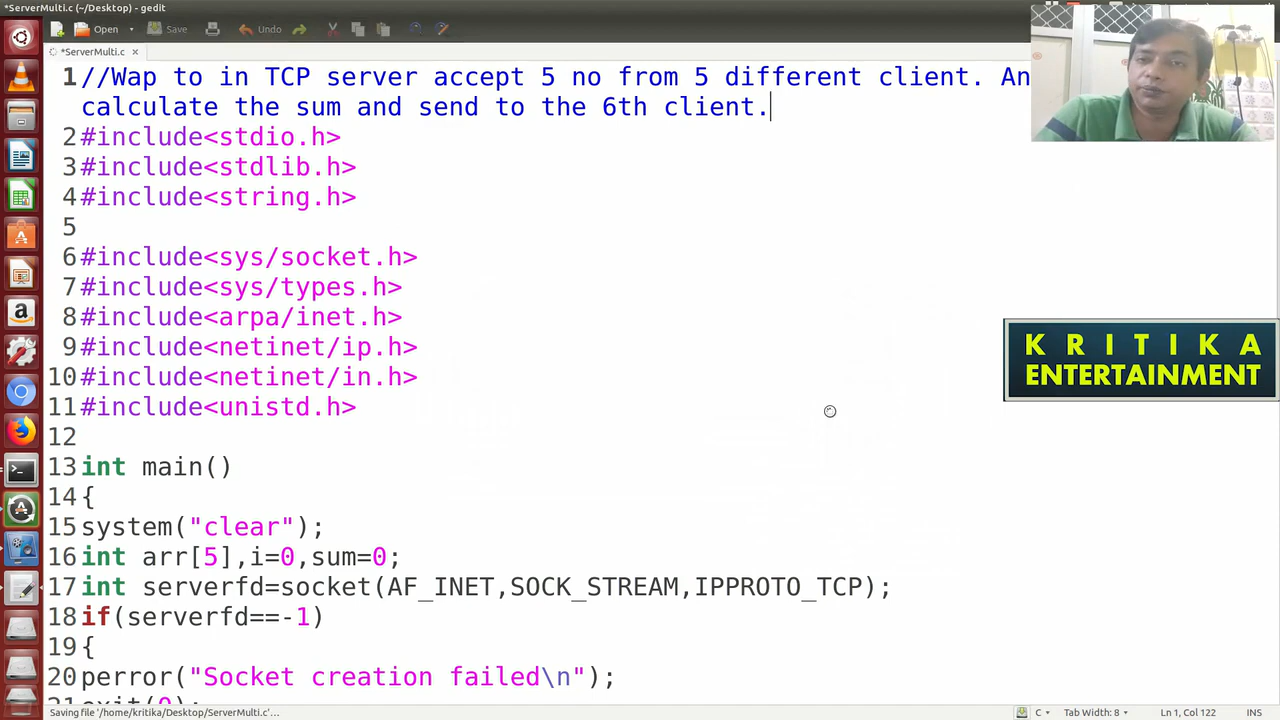 *ServerMulti.c (~/Desktop) - gedit
Open Save Undo
*ServerMulti.c ×
1 //Wap to in TCP server accept 5 no from 5 different client. An
calculate the sum and send to the 6th client.
2 #include<stdio.h>
3 #include<stdlib.h>
4 #include<string.h>
5
6 #include<sys/socket.h>
7 #include<sys/types.h>
8 #include<arpa/inet.h>
9 #include<netinet/ip.h>
10 #include<netinet/in.h>
11 #include<unistd.h>
12
13 int main()
14 {
15 system("clear");
16 int arr[5],i=0,sum=0;
17 int serverfd=socket(AF_INET,SOCK_STREAM,IPPROTO_TCP);
18 if(serverfd==-1)
19 {
20 perror("Socket creation failed\n");
21 exit(0);
KRITIKA
ENTERTAINMENT
Saving file '/home/kritika/Desktop/ServerMulti.c'... C Tab Width: 8 Ln 1, Col 122 INS